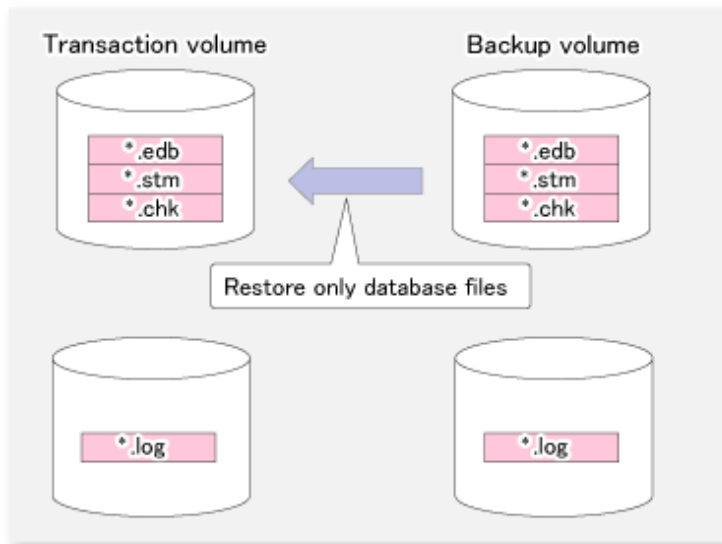 Transaction volume
Backup volume
*.edb
*.stm
*.chk
*.edb
*.stm
*.chk
Restore only database files
*.log
*.log